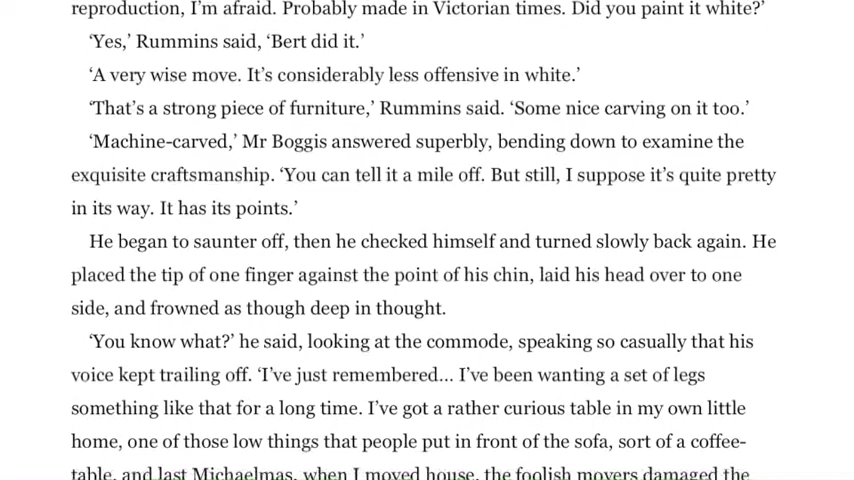 reproduction, I’m afraid. Probably made in Victorian times. Did you paint it white?’
‘Yes,’ Rummins said, ‘Bert did it.’
‘A very wise move. It’s considerably less offensive in white.’
‘That’s a strong piece of furniture,’ Rummins said. ‘Some nice carving on it too.’
‘Machine-carved,’ Mr Boggis answered superbly, bending down to examine the
exquisite craftsmanship. ‘You can tell it a mile off. But still, I suppose it’s quite pretty
in its way. It has its points.’
He began to saunter off, then he checked himself and turned slowly back again. He
placed the tip of one finger against the point of his chin, laid his head over to one
side, and frowned as though deep in thought.
‘You know what?’ he said, looking at the commode, speaking so casually that his
voice kept trailing off. ‘I’ve just remembered... I’ve been wanting a set of legs
something like that for a long time. I’ve got a rather curious table in my own little
home, one of those low things that people put in front of the sofa, sort of a coffee-
table, and last Michaelmas, when I moved house, the foolish movers damaged the